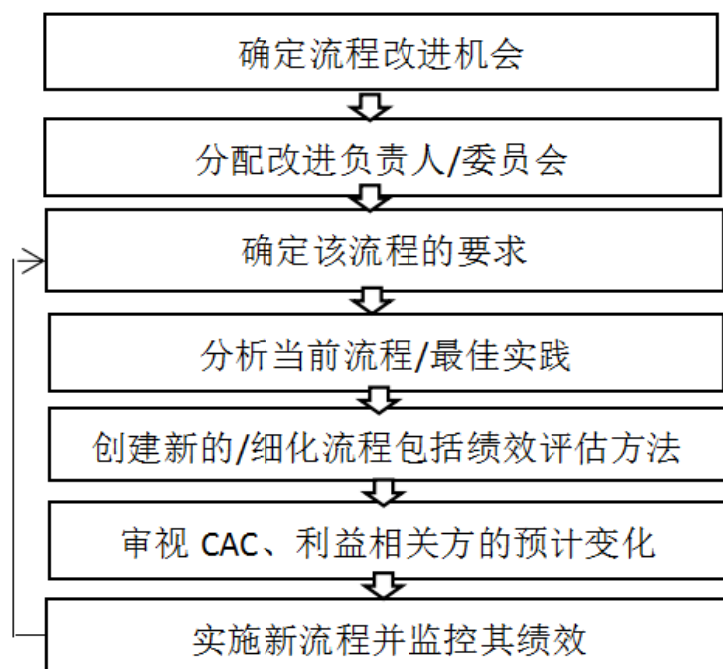 确定流程改进机会
分配改进负责人/委员会
确定该流程的要求
分析当前流程/最佳实践
创建新的/细化流程包括绩效评估方法
审视 CAC、利益相关方的预计变化
实施新流程并监控其绩效